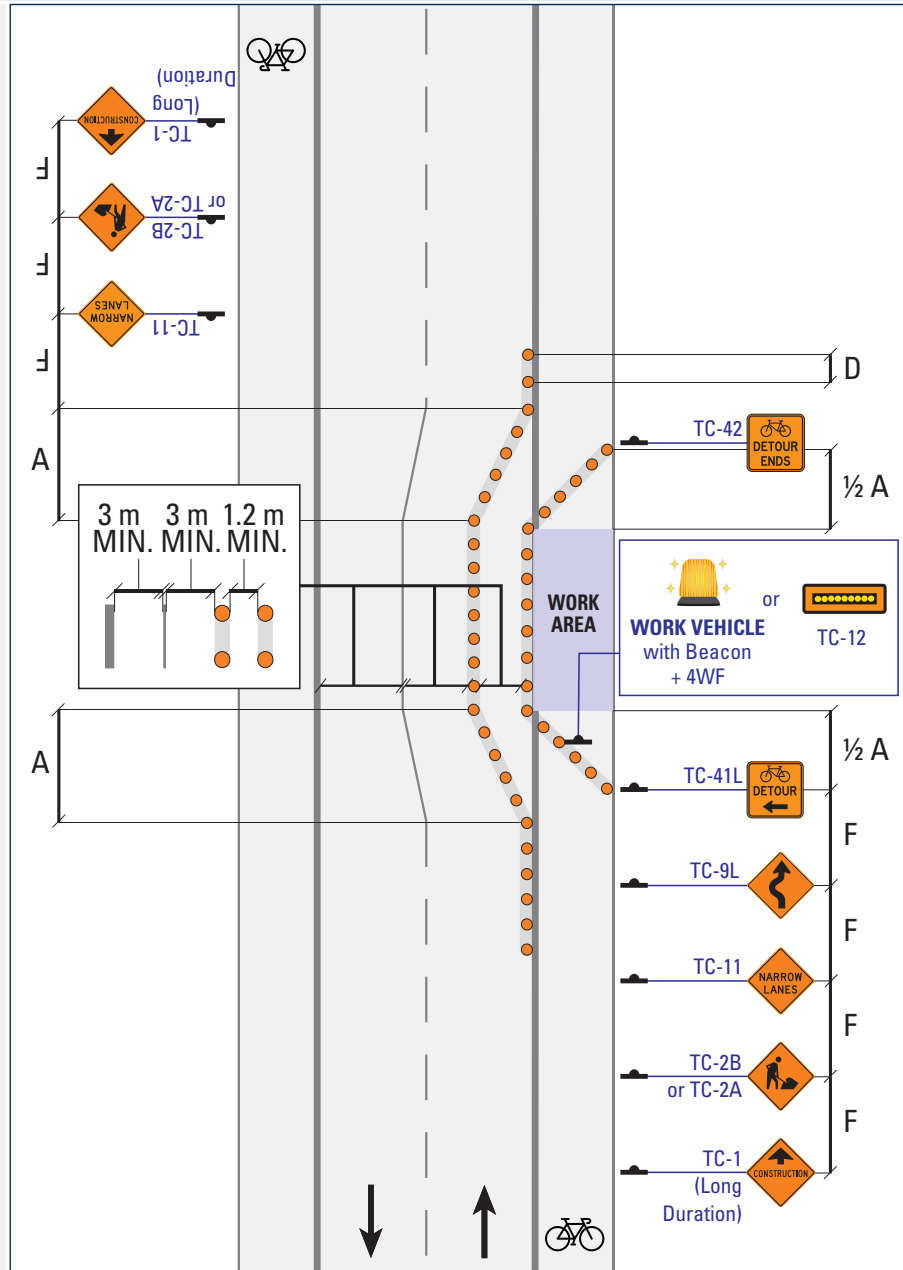 TC-1
(Long
Duration)
CONSTRUCTION
F
TC-2B
or TC-2A
F
TC-11
NARROW
LANES
F
A
D
TC-42
DETOUR
ENDS
½ A
3 m
MIN.
3 m
MIN.
1.2 m
MIN.
WORK
AREA
WORK VEHICLE
with Beacon
+ 4WF
or
TC-12
A
½ A
TC-41L
DETOUR
F
TC-9L
F
TC-11
NARROW
LANES
F
TC-2B
or TC-2A
F
TC-1
(Long
Duration)
CONSTRUCTION